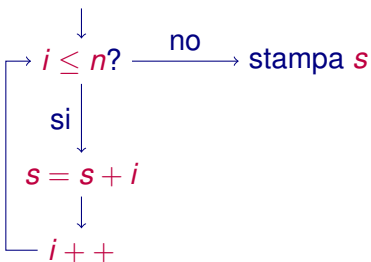 i ≤ n?
no
stampa s
si
s = s + i
i + +